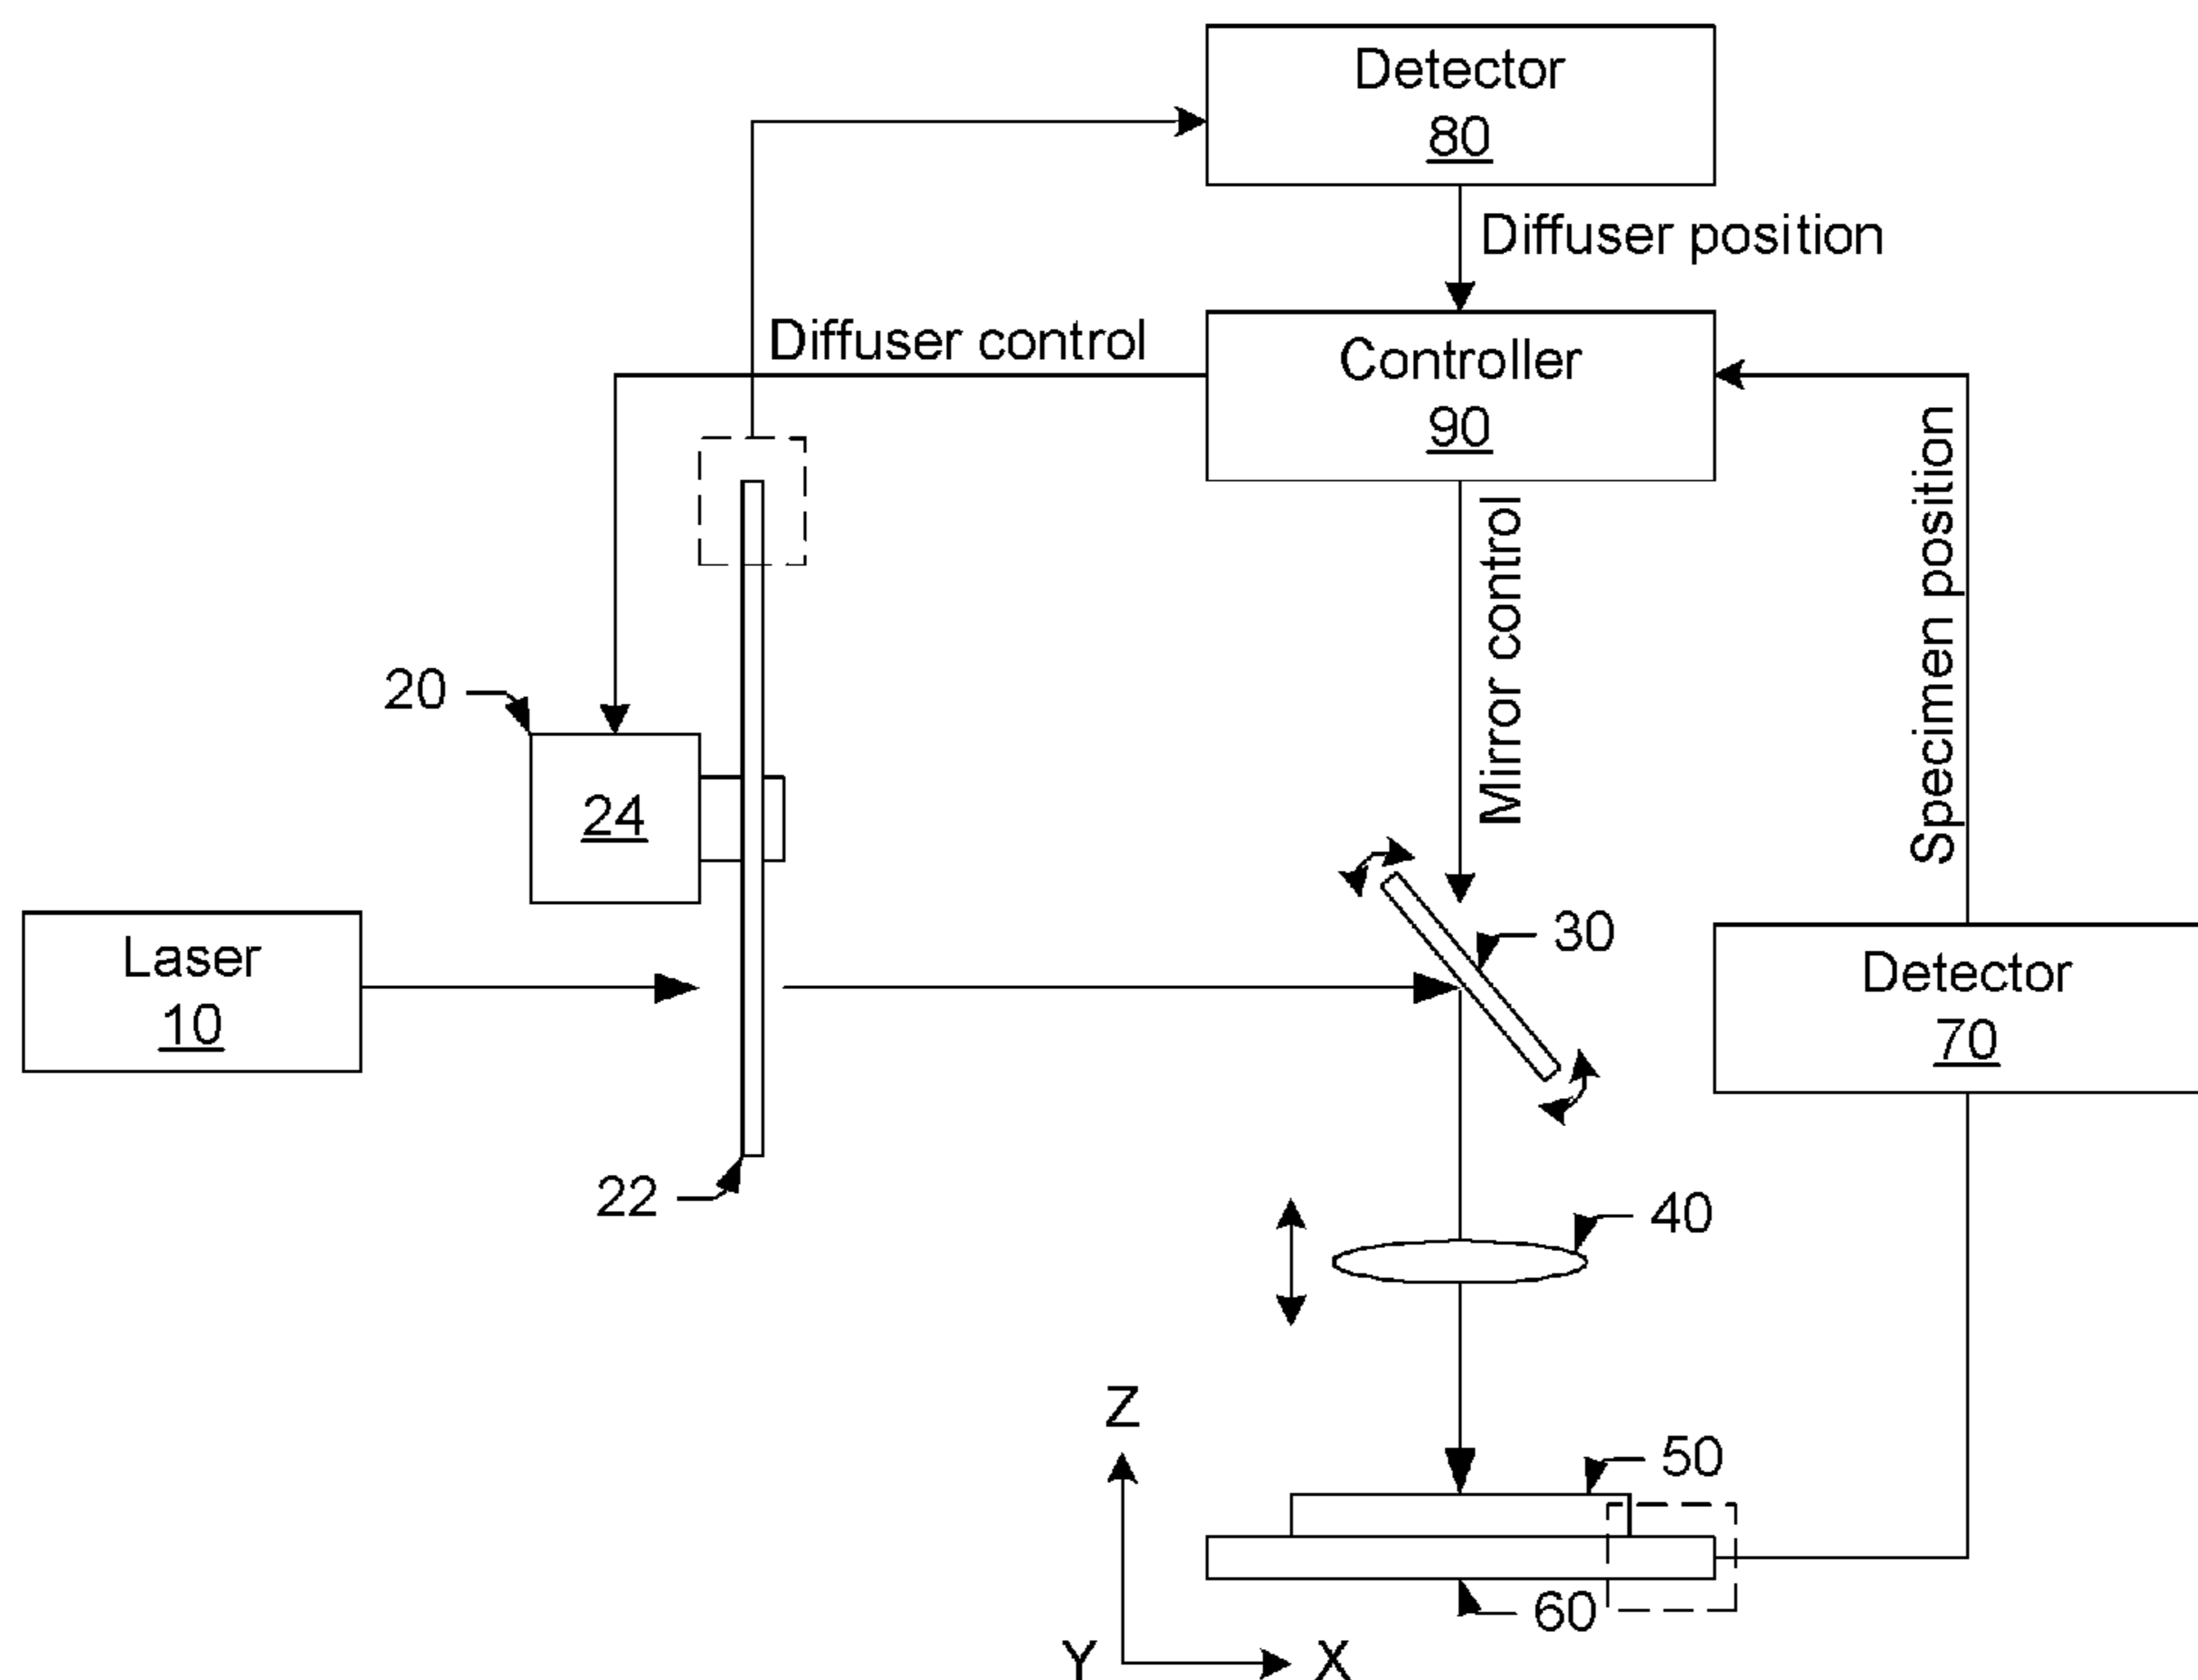 Detector
80
Diffuser position
Diffuser control
Controller
90
Mirror control
Specimen position
20
24
30
Laser
10
Detector
70
22
40
Z
50
60
Y
X